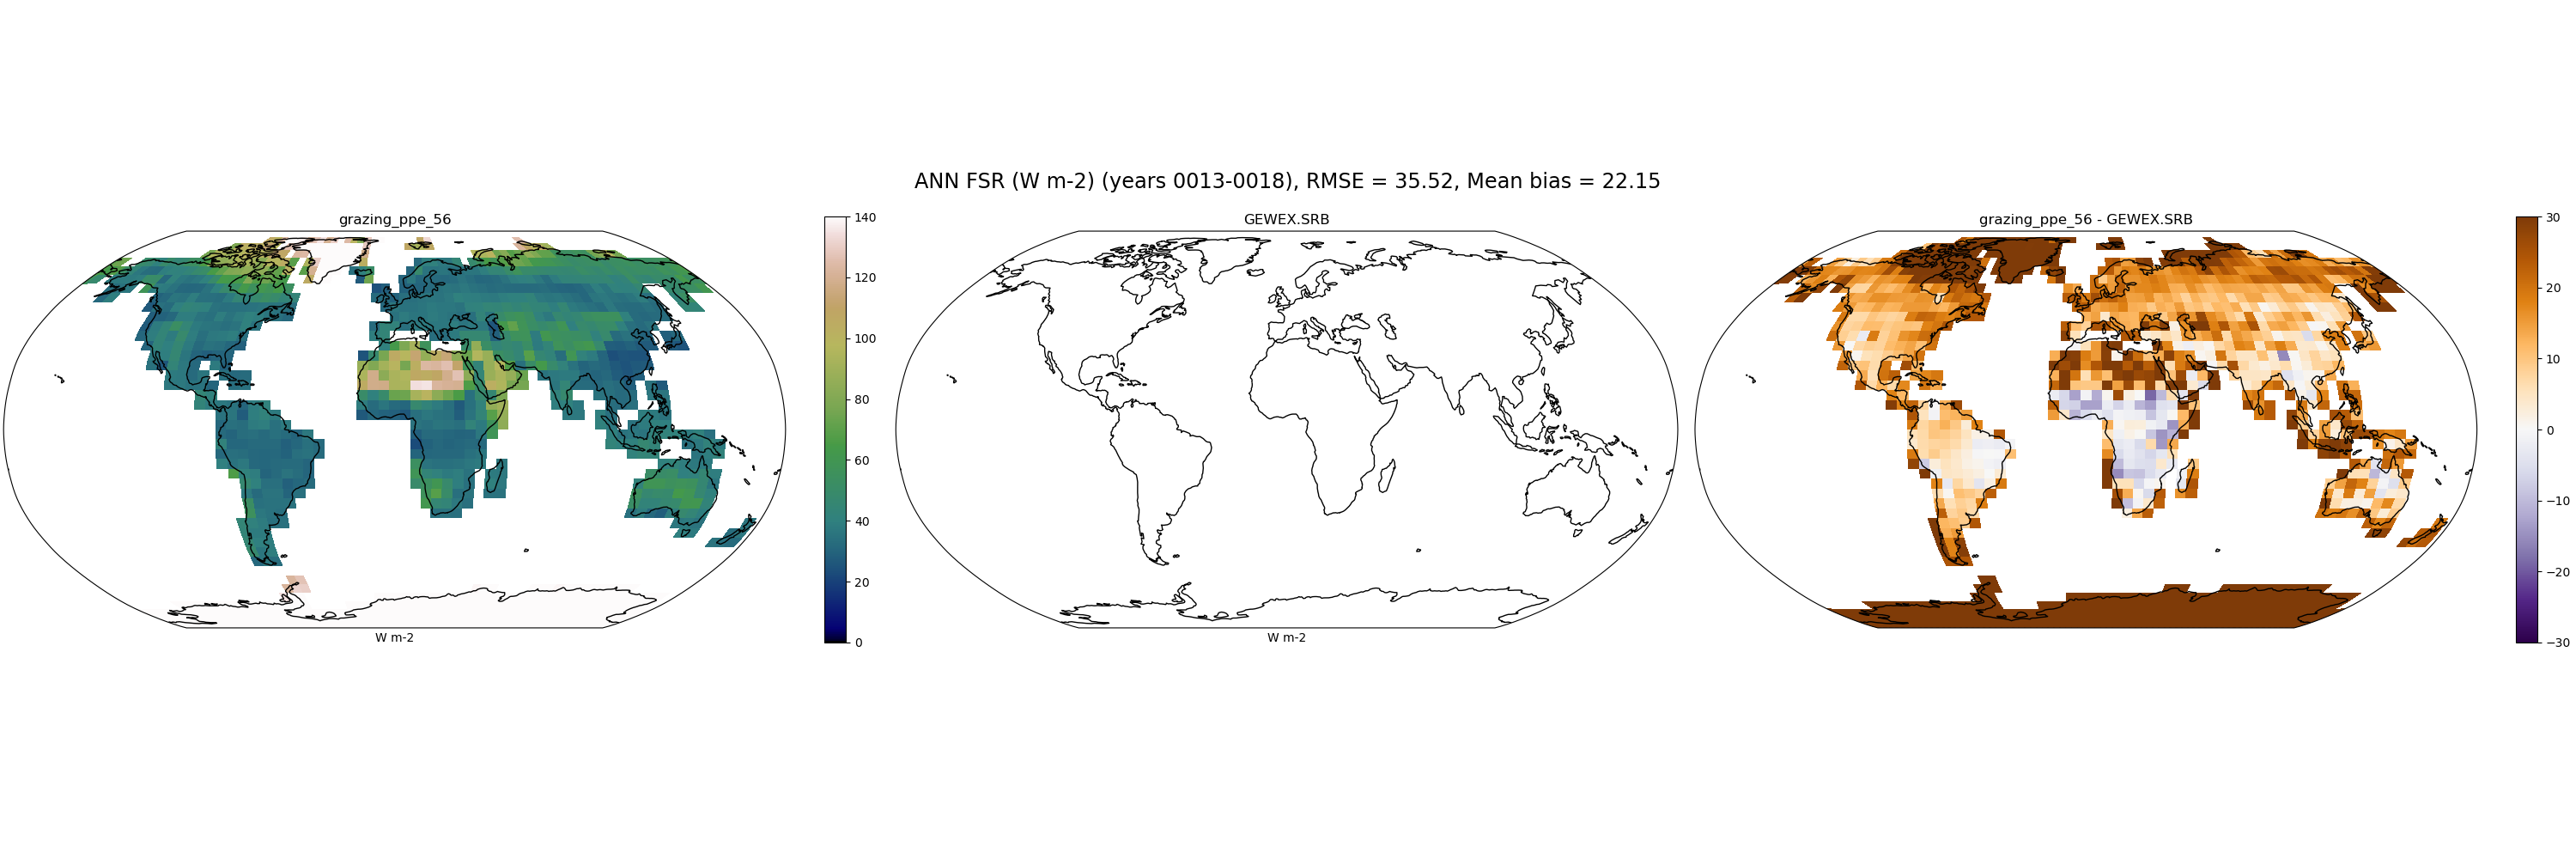 ANN FSR (W m-2) (years 0013-0018), RMSE = 35.52, Mean bias = 22.15
grazing_ppe_56
140
120
100
80
60
40
20
0
W m-2
GEWEX.SRB
W m-2
grazing_ppe_56 - GEWEX.SRB
30
20
10
0
−10
−20
−30